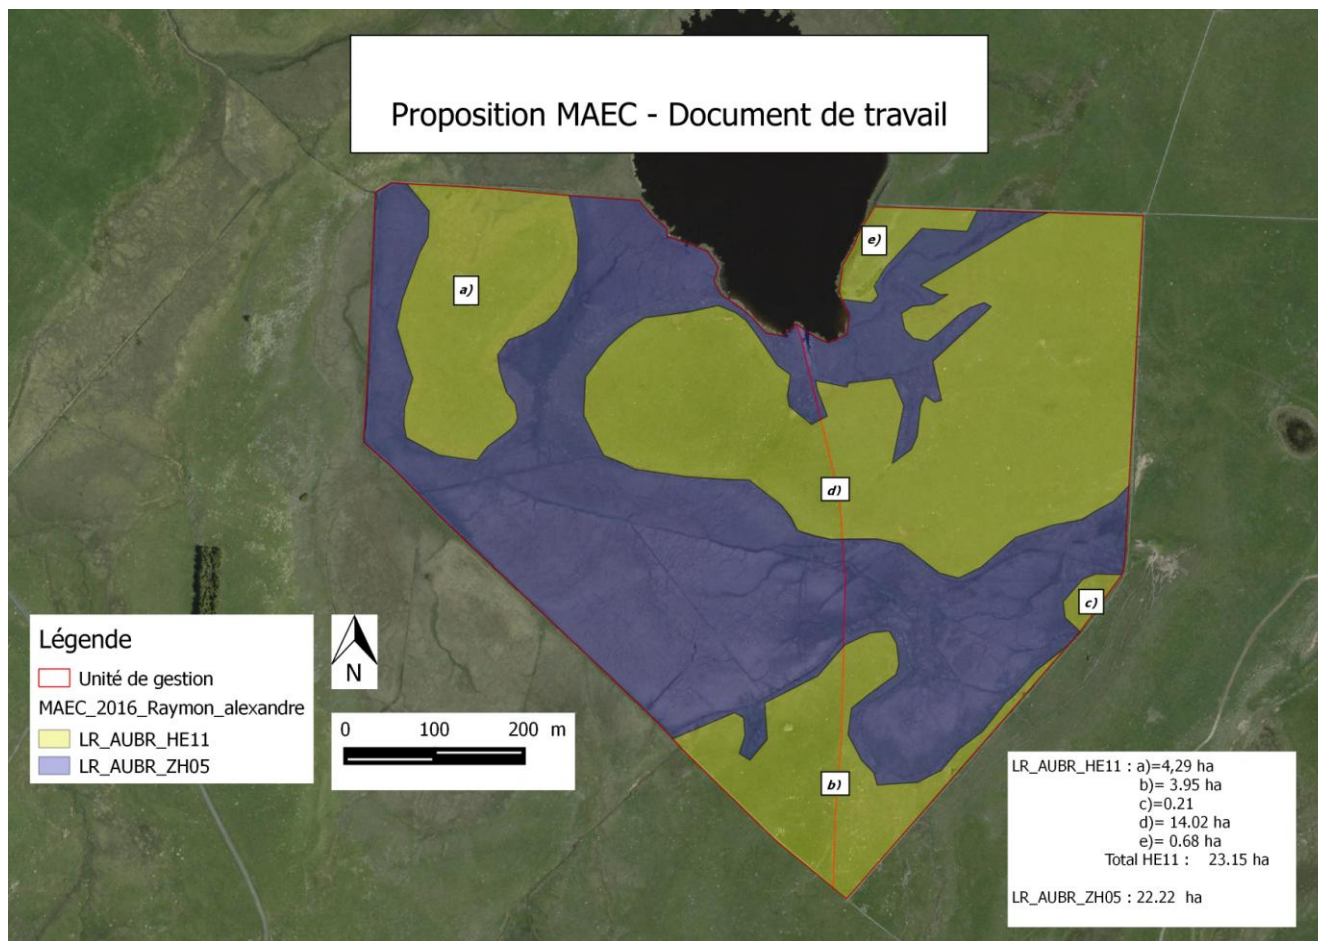 Proposition MAEC - Document de travail
a)
e)
d)
c)
b)
Légende
Unité de gestion
MAEC_2016_Raymon_alexandre
LR_AUBR_HE11
LR_AUBR_ZH05
N
0 100 200 m
LR_AUBR_HE11 : a)=4,29 ha
b)= 3.95 ha
c)=0.21
d)= 14.02 ha
e)= 0.68 ha
Total HE11 : 23.15 ha
LR_AUBR_ZH05 : 22.22 ha